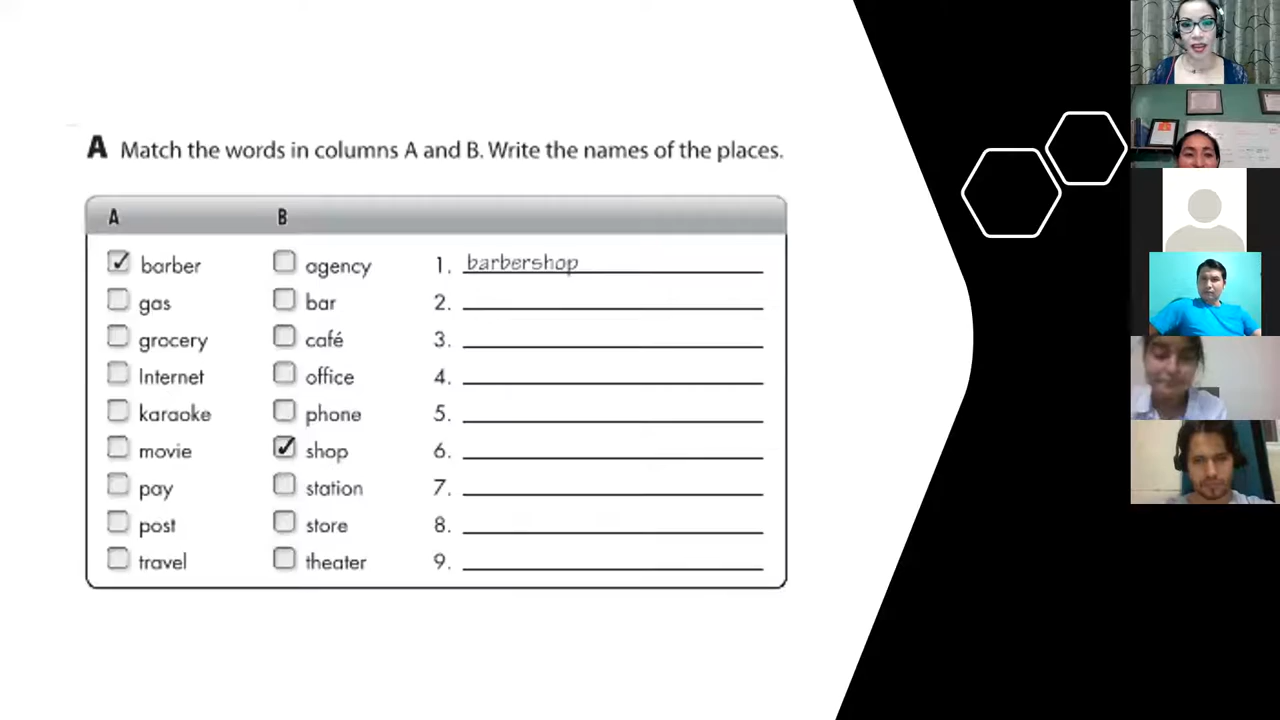 A Match the words in columns A and B. Write the names of the places.
A B
barber agency 1. barbershop
gas bar 2.
grocery café 3.
Internet office 4.
karaoke phone 5.
movie shop 6.
pay station 7.
post store 8.
travel theater 9.